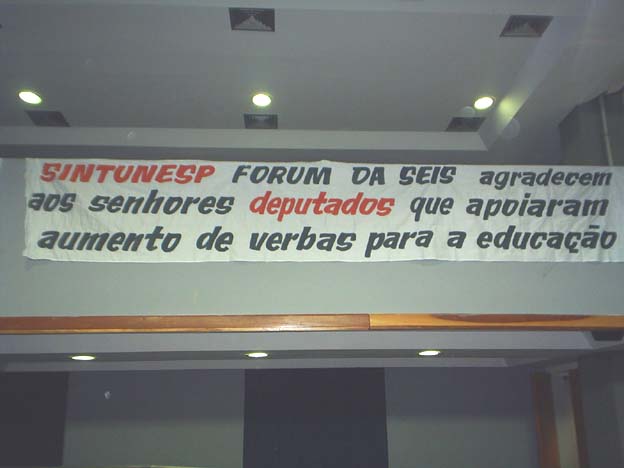 SINTUNESP FORUM DA SEIS agradecem
aos senhores deputados que apoiaram
aumento de verbas para a educação